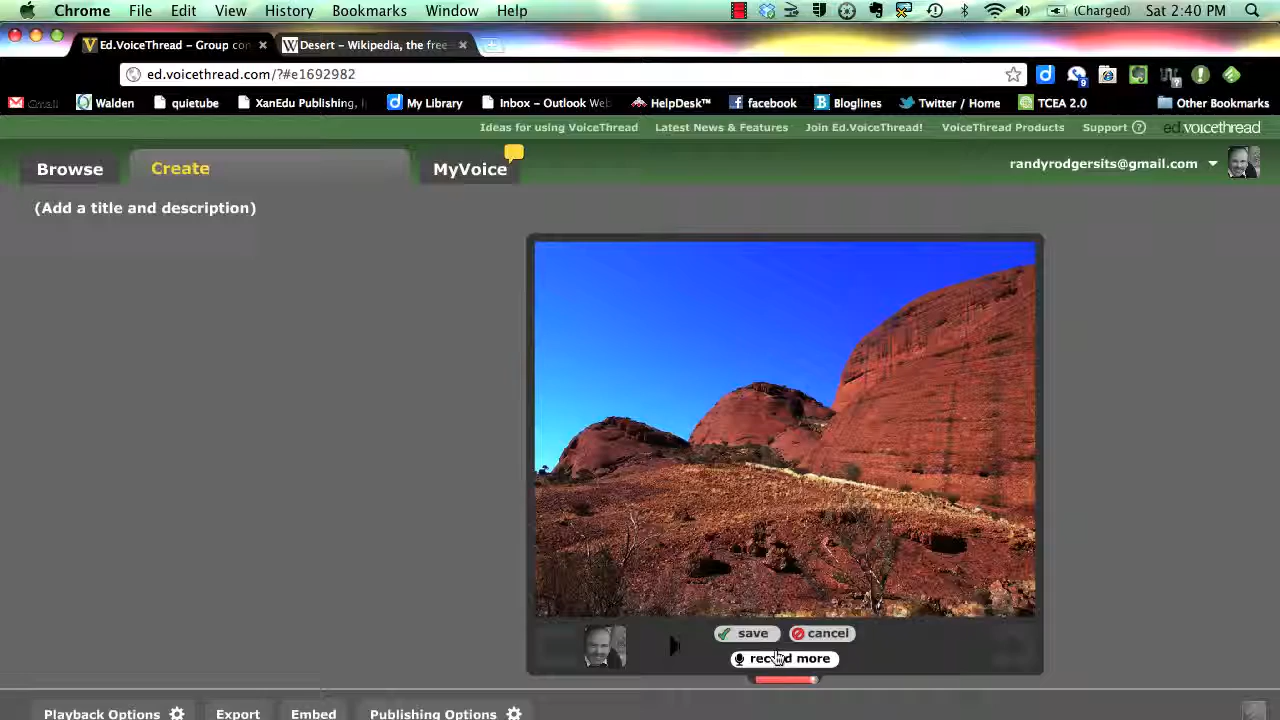 Chrome File Edit View History Bookmarks Window Help (Charged) Sat 2:40 PM
Ed.VoiceThread – Group con Desert – Wikipedia, the free
ed.voicethread.com/?#e1692982
Gmail Walden quietube XanEdu Publishing, I My Library Inbox – Outlook Web HelpDesk™ facebook Bloglines Twitter / Home TCEA 2.0 Other Bookmarks
Ideas for using VoiceThread Latest News & Features Join Ed.VoiceThread! VoiceThread Products Support ? ed.voicethread
Browse Create MyVoice randyrodgersits@gmail.com
(Add a title and description)
save cancel
record more
Playback Options Export Embed Publishing Options